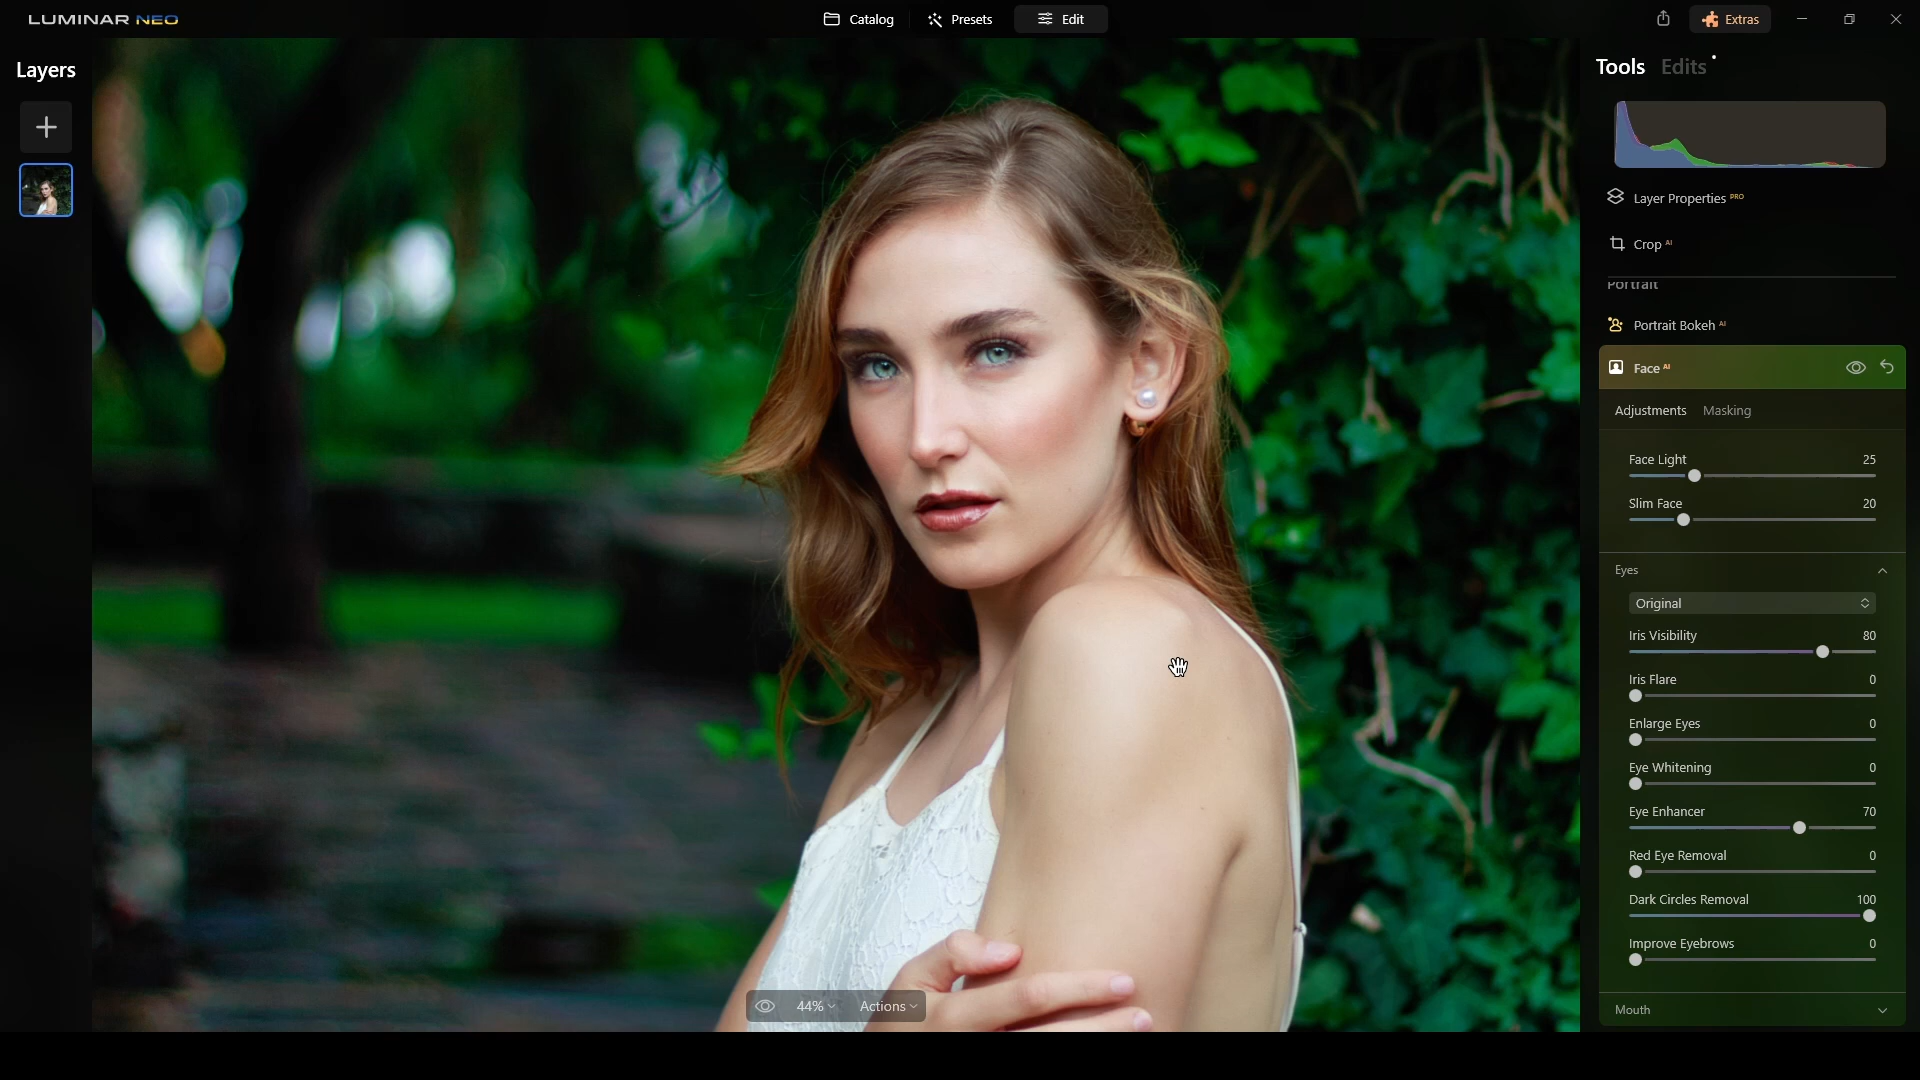 LUMINAR NEO
Catalog
Presets
Edit
Extras
Layers
Tools Edits
Layer Properties PRO
Crop AI
Portrait
Portrait Bokeh AI
Face AI
Adjustments Masking
Face Light 25
Slim Face 20
Eyes
Original
Iris Visibility 80
Iris Flare 0
Enlarge Eyes 0
Eye Whitening 0
Eye Enhancer 70
Red Eye Removal 0
Dark Circles Removal 100
Improve Eyebrows 0
44% Actions
Mouth